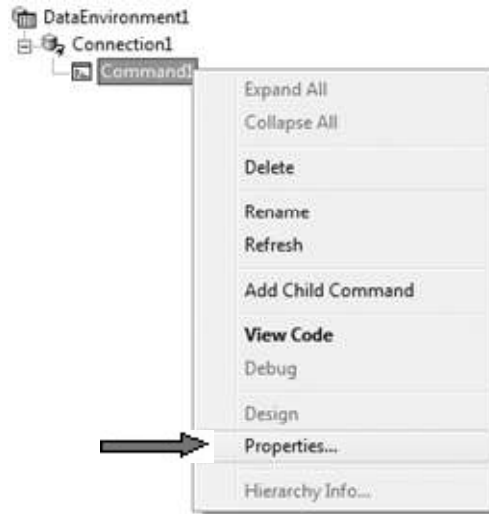 DataEnvironment1
Connection1
Command1
Expand All
Collapse All
Delete
Rename
Refresh
Add Child Command
View Code
Debug
Design
Properties...
Hierarchy Info...